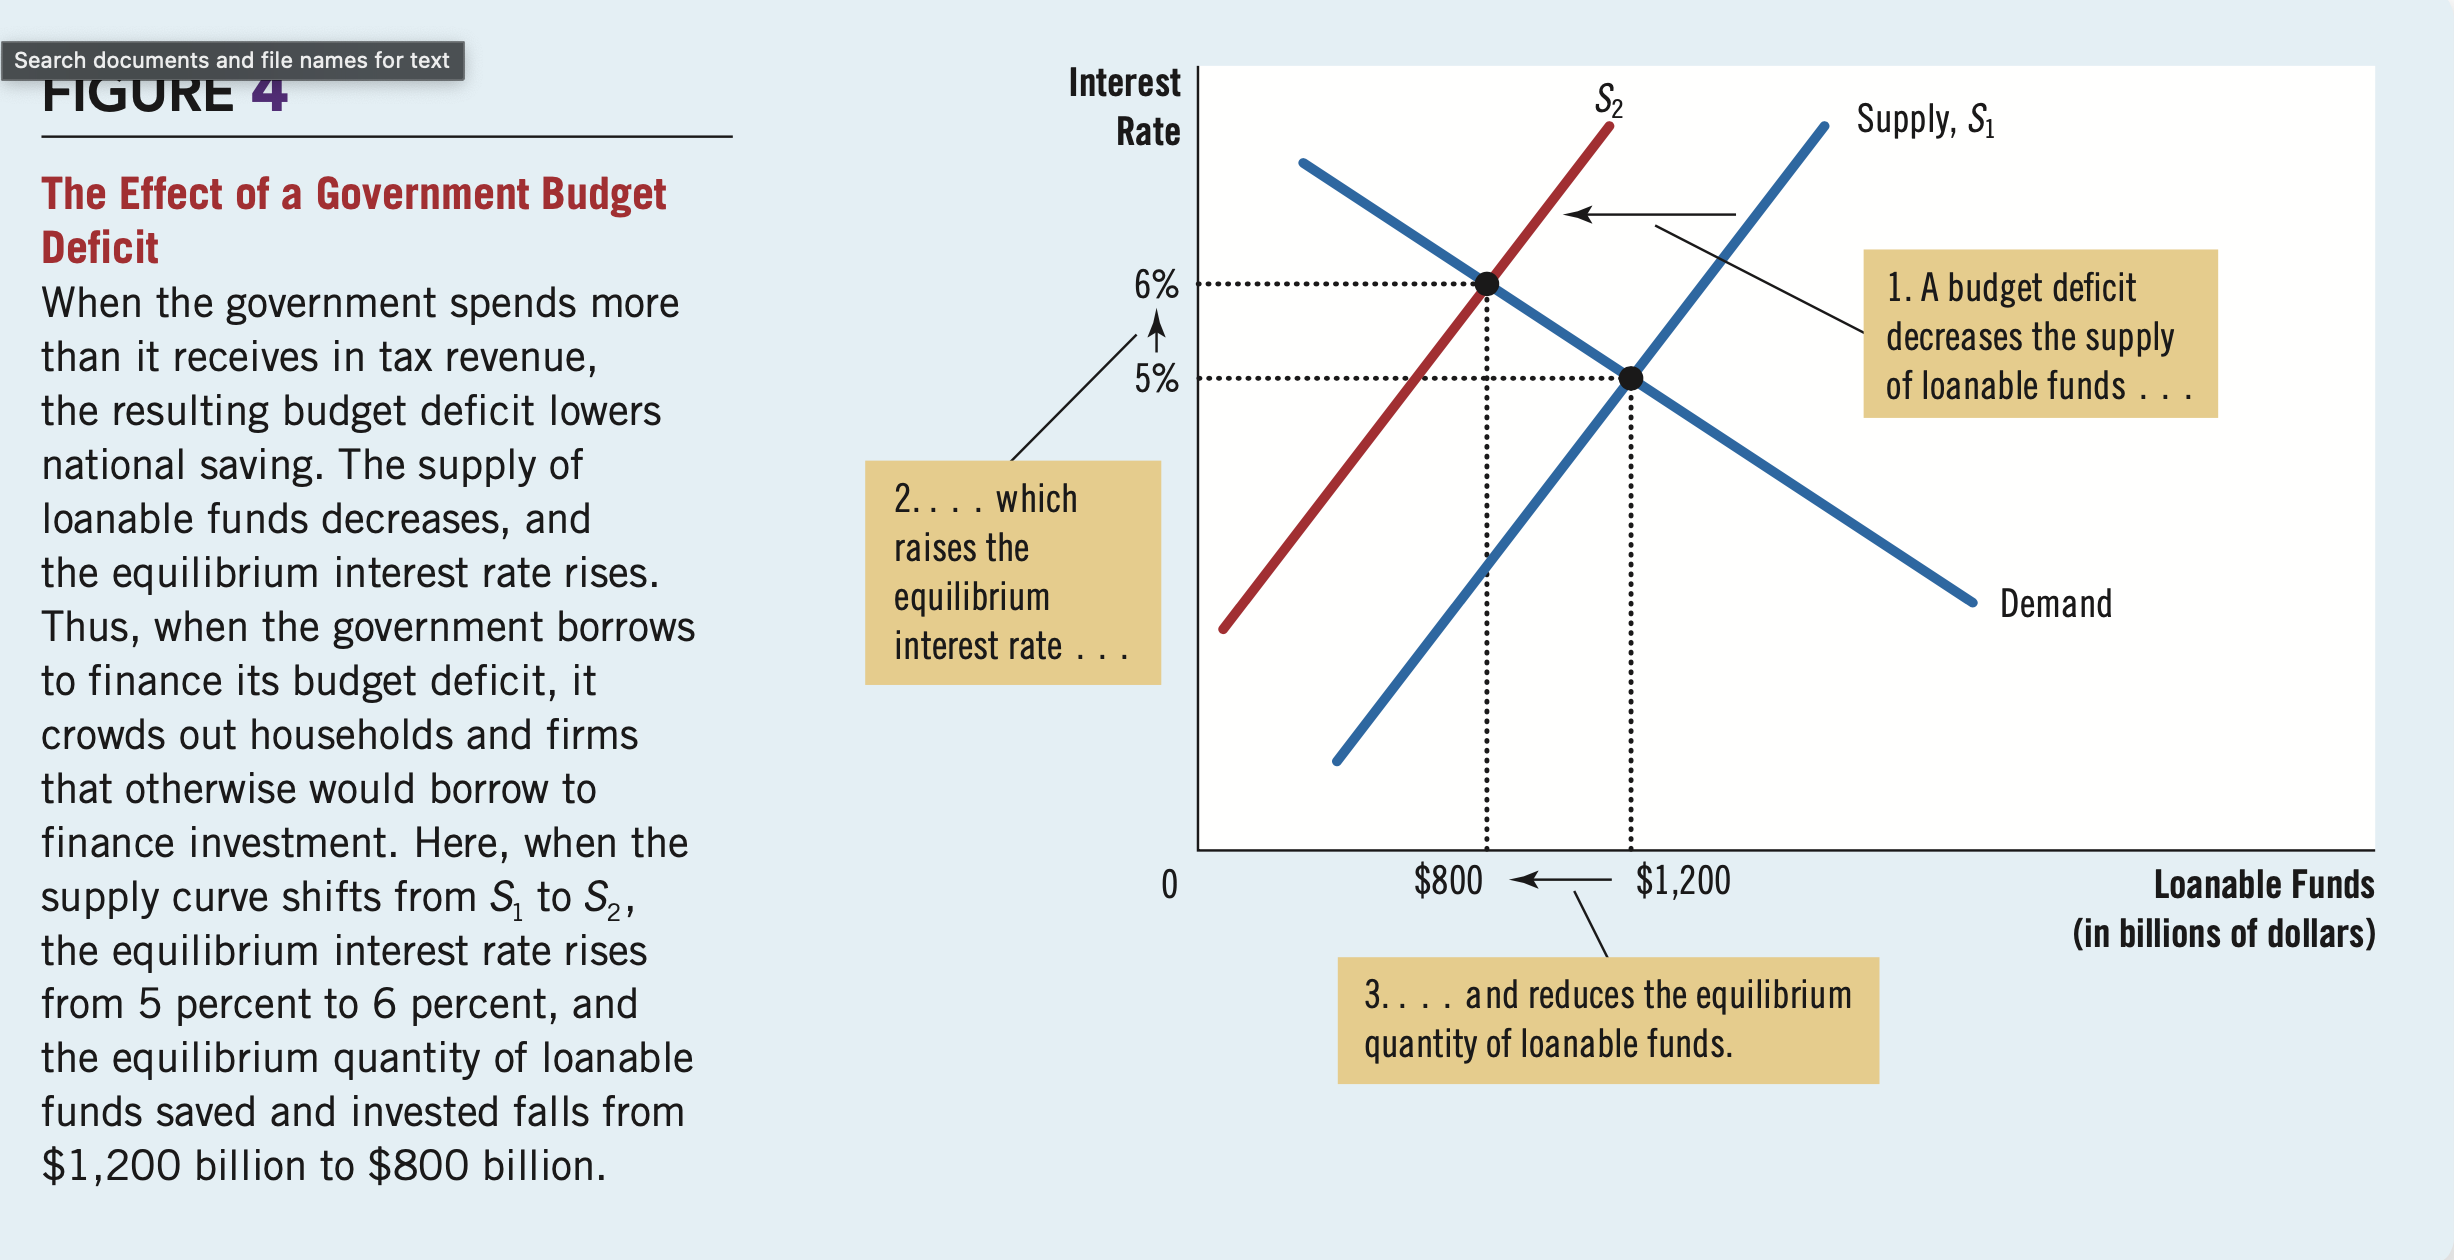 Search documents and file names for text
FIGURE 4
The Effect of a Government Budget
Deficit
When the government spends more
than it receives in tax revenue,
the resulting budget deficit lowers
national saving. The supply of
loanable funds decreases, and
the equilibrium interest rate rises.
Thus, when the government borrows
to finance its budget deficit, it
crowds out households and firms
that otherwise would borrow to
finance investment. Here, when the
supply curve shifts from S₁ to S₂,
the equilibrium interest rate rises
from 5 percent to 6 percent, and
the equilibrium quantity of loanable
funds saved and invested falls from
$1,200 billion to $800 billion.
Interest
Rate
S₂
Supply, S₁
6%
5%
1. A budget deficit
decreases the supply
of loanable funds . . .
2. . . . which
raises the
equilibrium
interest rate . . .
Demand
0
$800
$1,200
Loanable Funds
(in billions of dollars)
3. . . . and reduces the equilibrium
quantity of loanable funds.